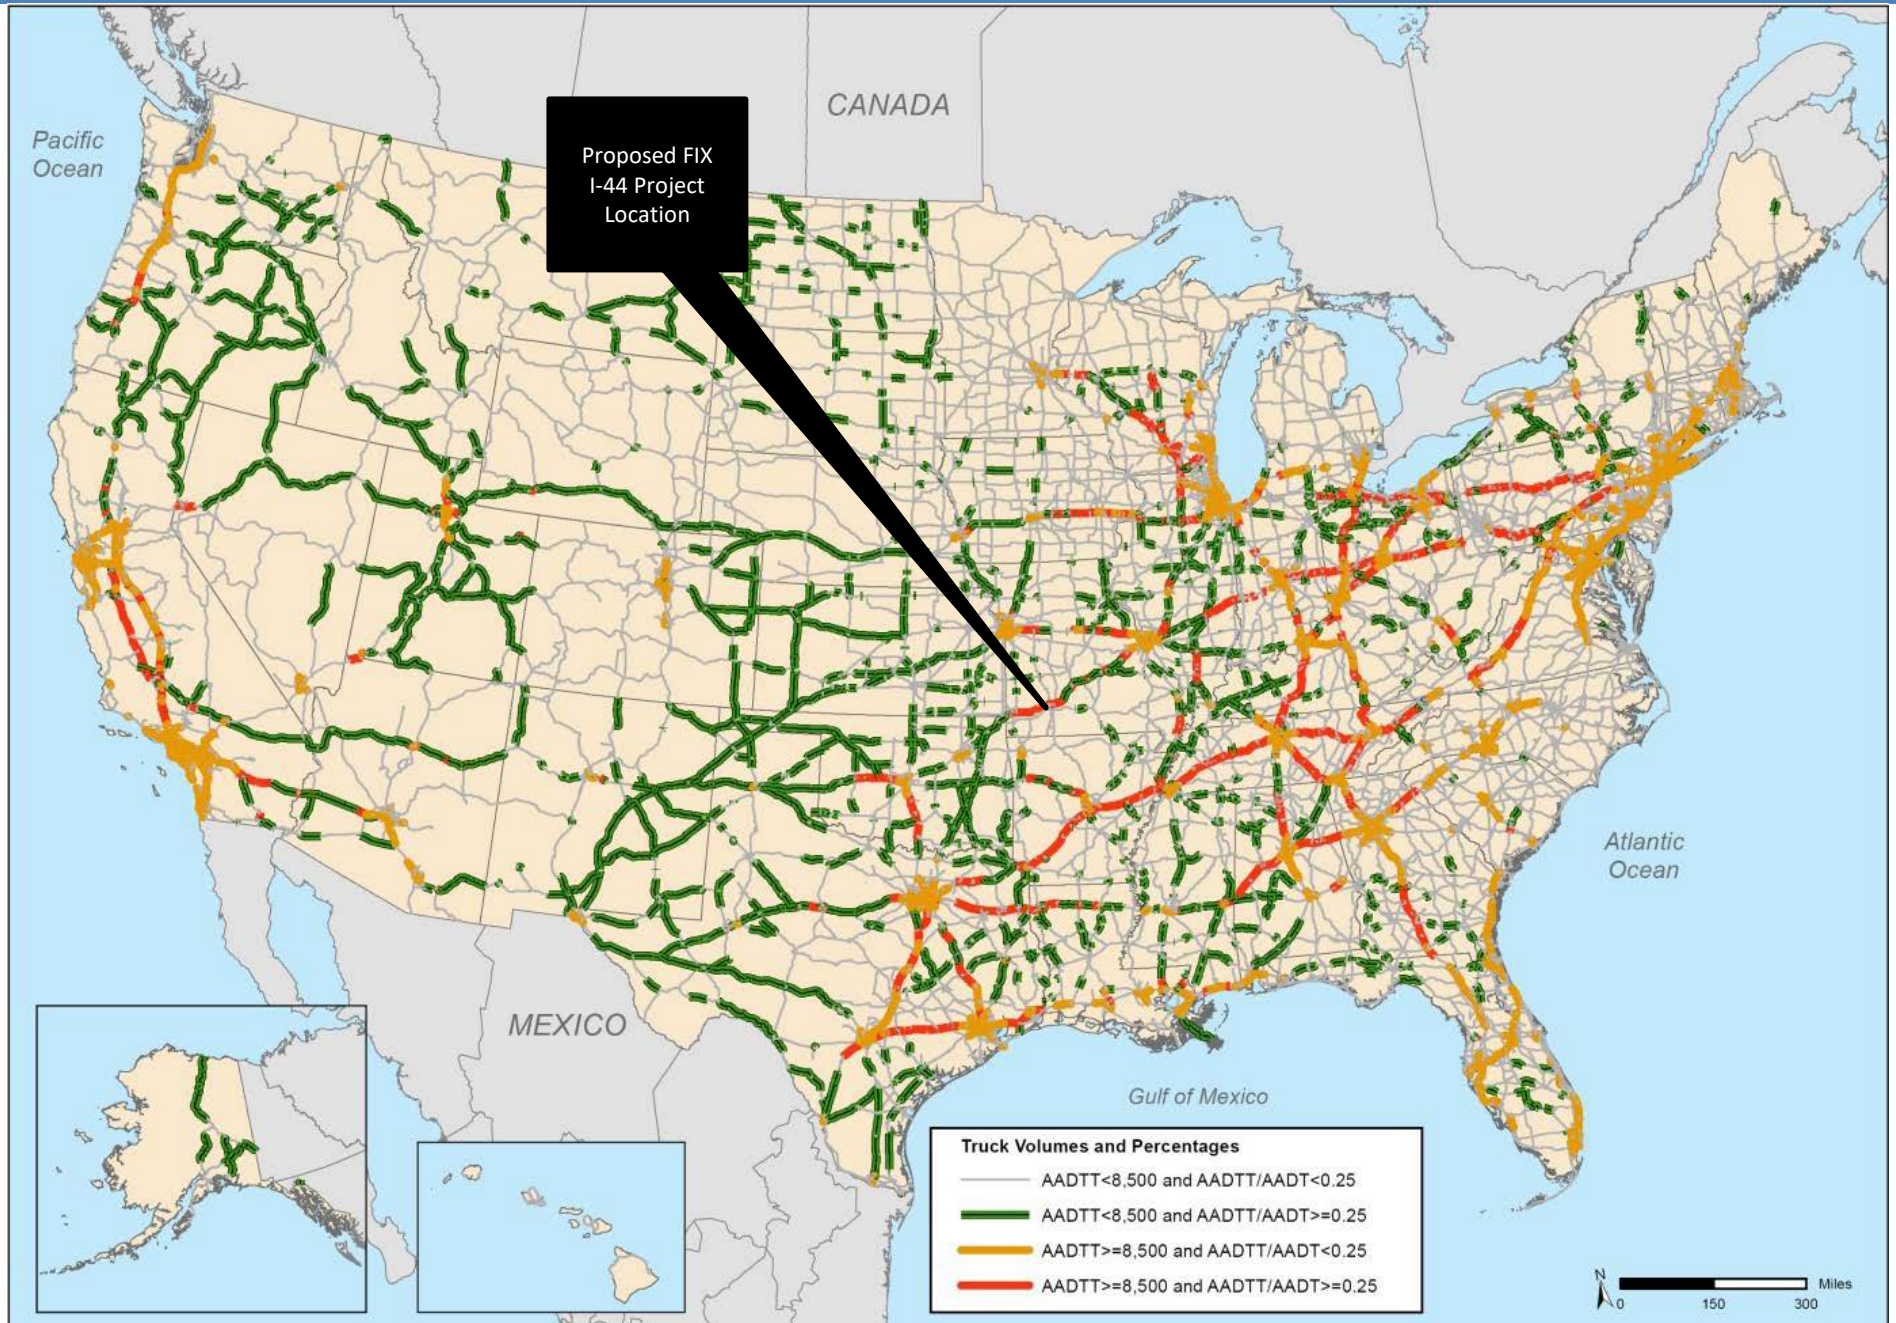 Pacific
Ocean
CANADA
Proposed FIX
I-44 Project
Location
Atlantic
Ocean
MEXICO
Gulf of Mexico
Truck Volumes and Percentages
AADTT<8,500 and AADTT/AADT<0.25
AADTT<8,500 and AADTT/AADT>=0.25
AADTT>=8,500 and AADTT/AADT<0.25
AADTT>=8,500 and AADTT/AADT>=0.25
N
Miles
0 150 300